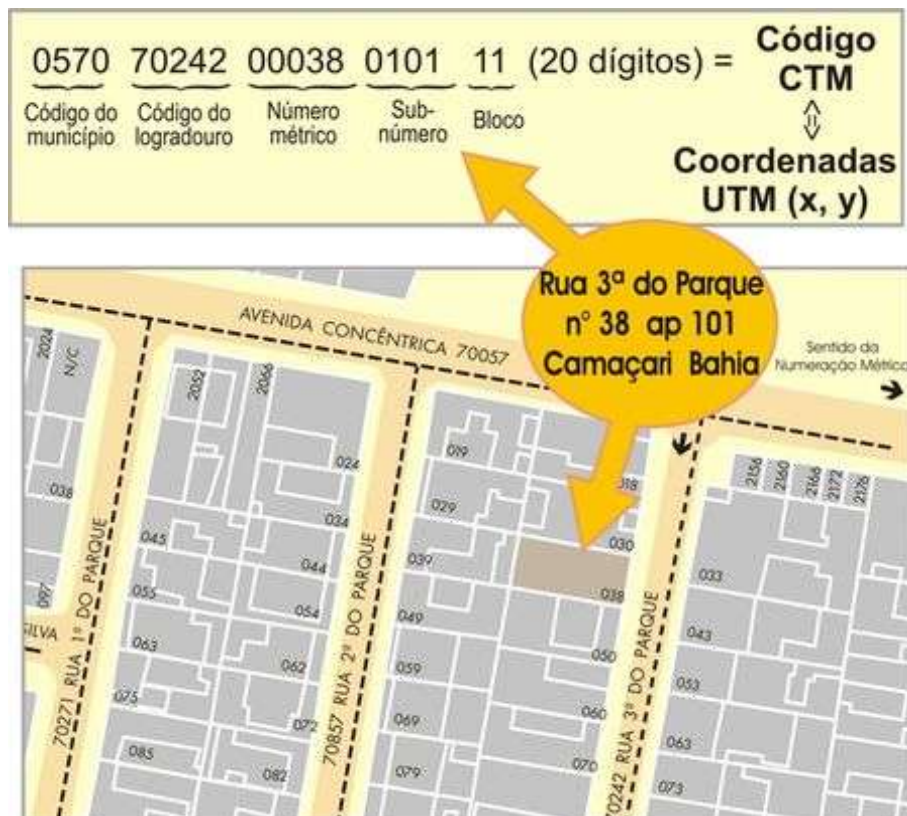 0570 70242 00038 0101 11 (20 dígitos) = Código CTM
Código do município
Código do logradouro
Número métrico
Sub-número
Bloco
⇔
Coordenadas
UTM (x, y)
Rua 3ª do Parque
nº 38 ap 101
Camaçari Bahia
AVENIDA CONCÊNTRICA 70057
Sentido da
Numeração Métrica
2024
N/C
2052
2066
038
097
SILVA
70271 RUA 1º DO PARQUE
045
055
063
075
085
024
034
044
054
062
072
082
70857 RUA 2º DO PARQUE
019
029
039
049
059
069
079
018
030
038
050
060
070
70242 RUA 3º DO PARQUE
2156
2160
2166
2172
2176
033
043
053
063
073